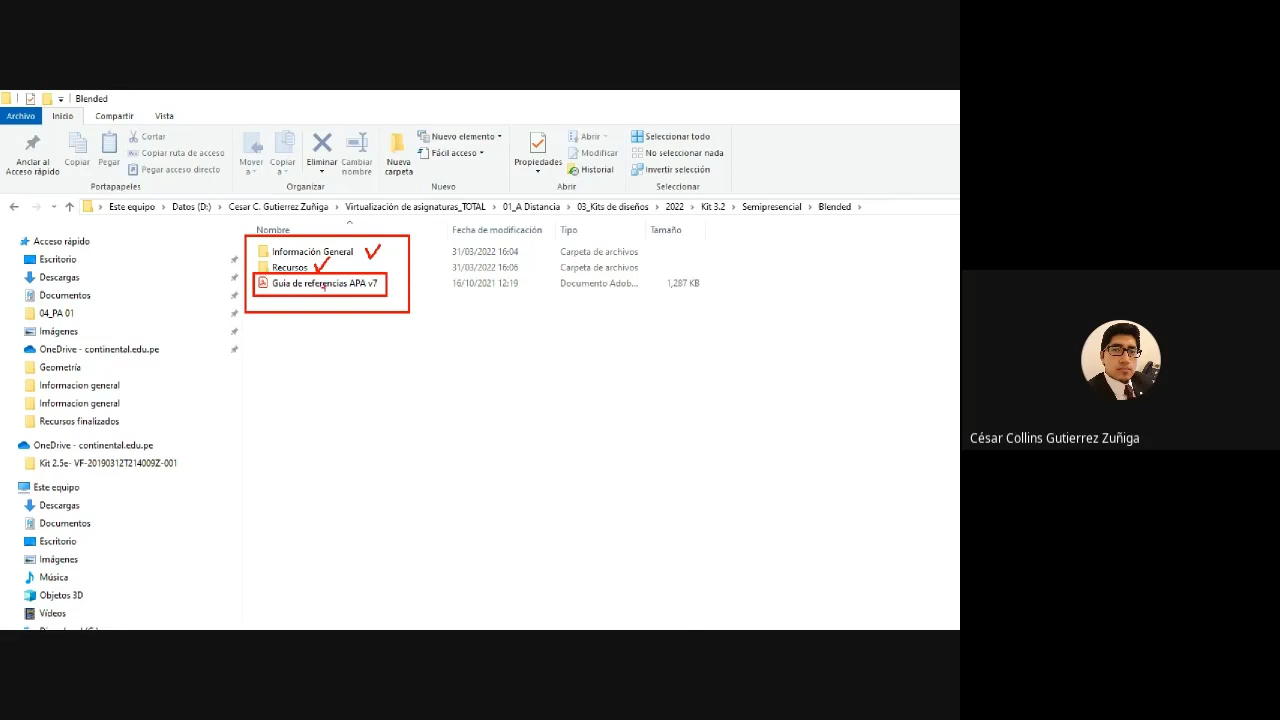 Blended
Archivo Inicio Compartir Vista
Anclar al Acceso rápido
Copiar
Pegar
Cortar
Copiar ruta de acceso
Pegar acceso directo
Portapapeles
Mover a
Copiar a
Eliminar
Cambiar nombre
Organizar
Nueva carpeta
Nuevo elemento
Fácil acceso
Nuevo
Propiedades
Abrir
Modificar
Historial
Abrir
Seleccionar todo
No seleccionar nada
Invertir selección
Seleccionar
Este equipo > Datos (D:) > Cesar C. Gutierrez Zuñiga > Virtualización de asignaturas_TOTAL > 01_A Distancia > 03_Kits de diseños > 2022 > Kit 3.2 > Semipresencial > Blended >
Nombre Fecha de modificación Tipo Tamaño
Información General 31/03/2022 16:04 Carpeta de archivos
Recursos 31/03/2022 16:06 Carpeta de archivos
Guia de referencias APA v7 16/10/2021 12:19 Documento Adob... 1,287 KB
Acceso rápido
Escritorio
Descargas
Documentos
04_PA 01
Imágenes
OneDrive - continental.edu.pe
Geometría
Informacion general
Informacion general
Recursos finalizados
OneDrive - continental.edu.pe
Kit 2.5e- VF-20190312T214009Z-001
Este equipo
Descargas
Documentos
Escritorio
Imágenes
Música
Objetos 3D
Vídeos
César Collins Gutierrez Zuñiga